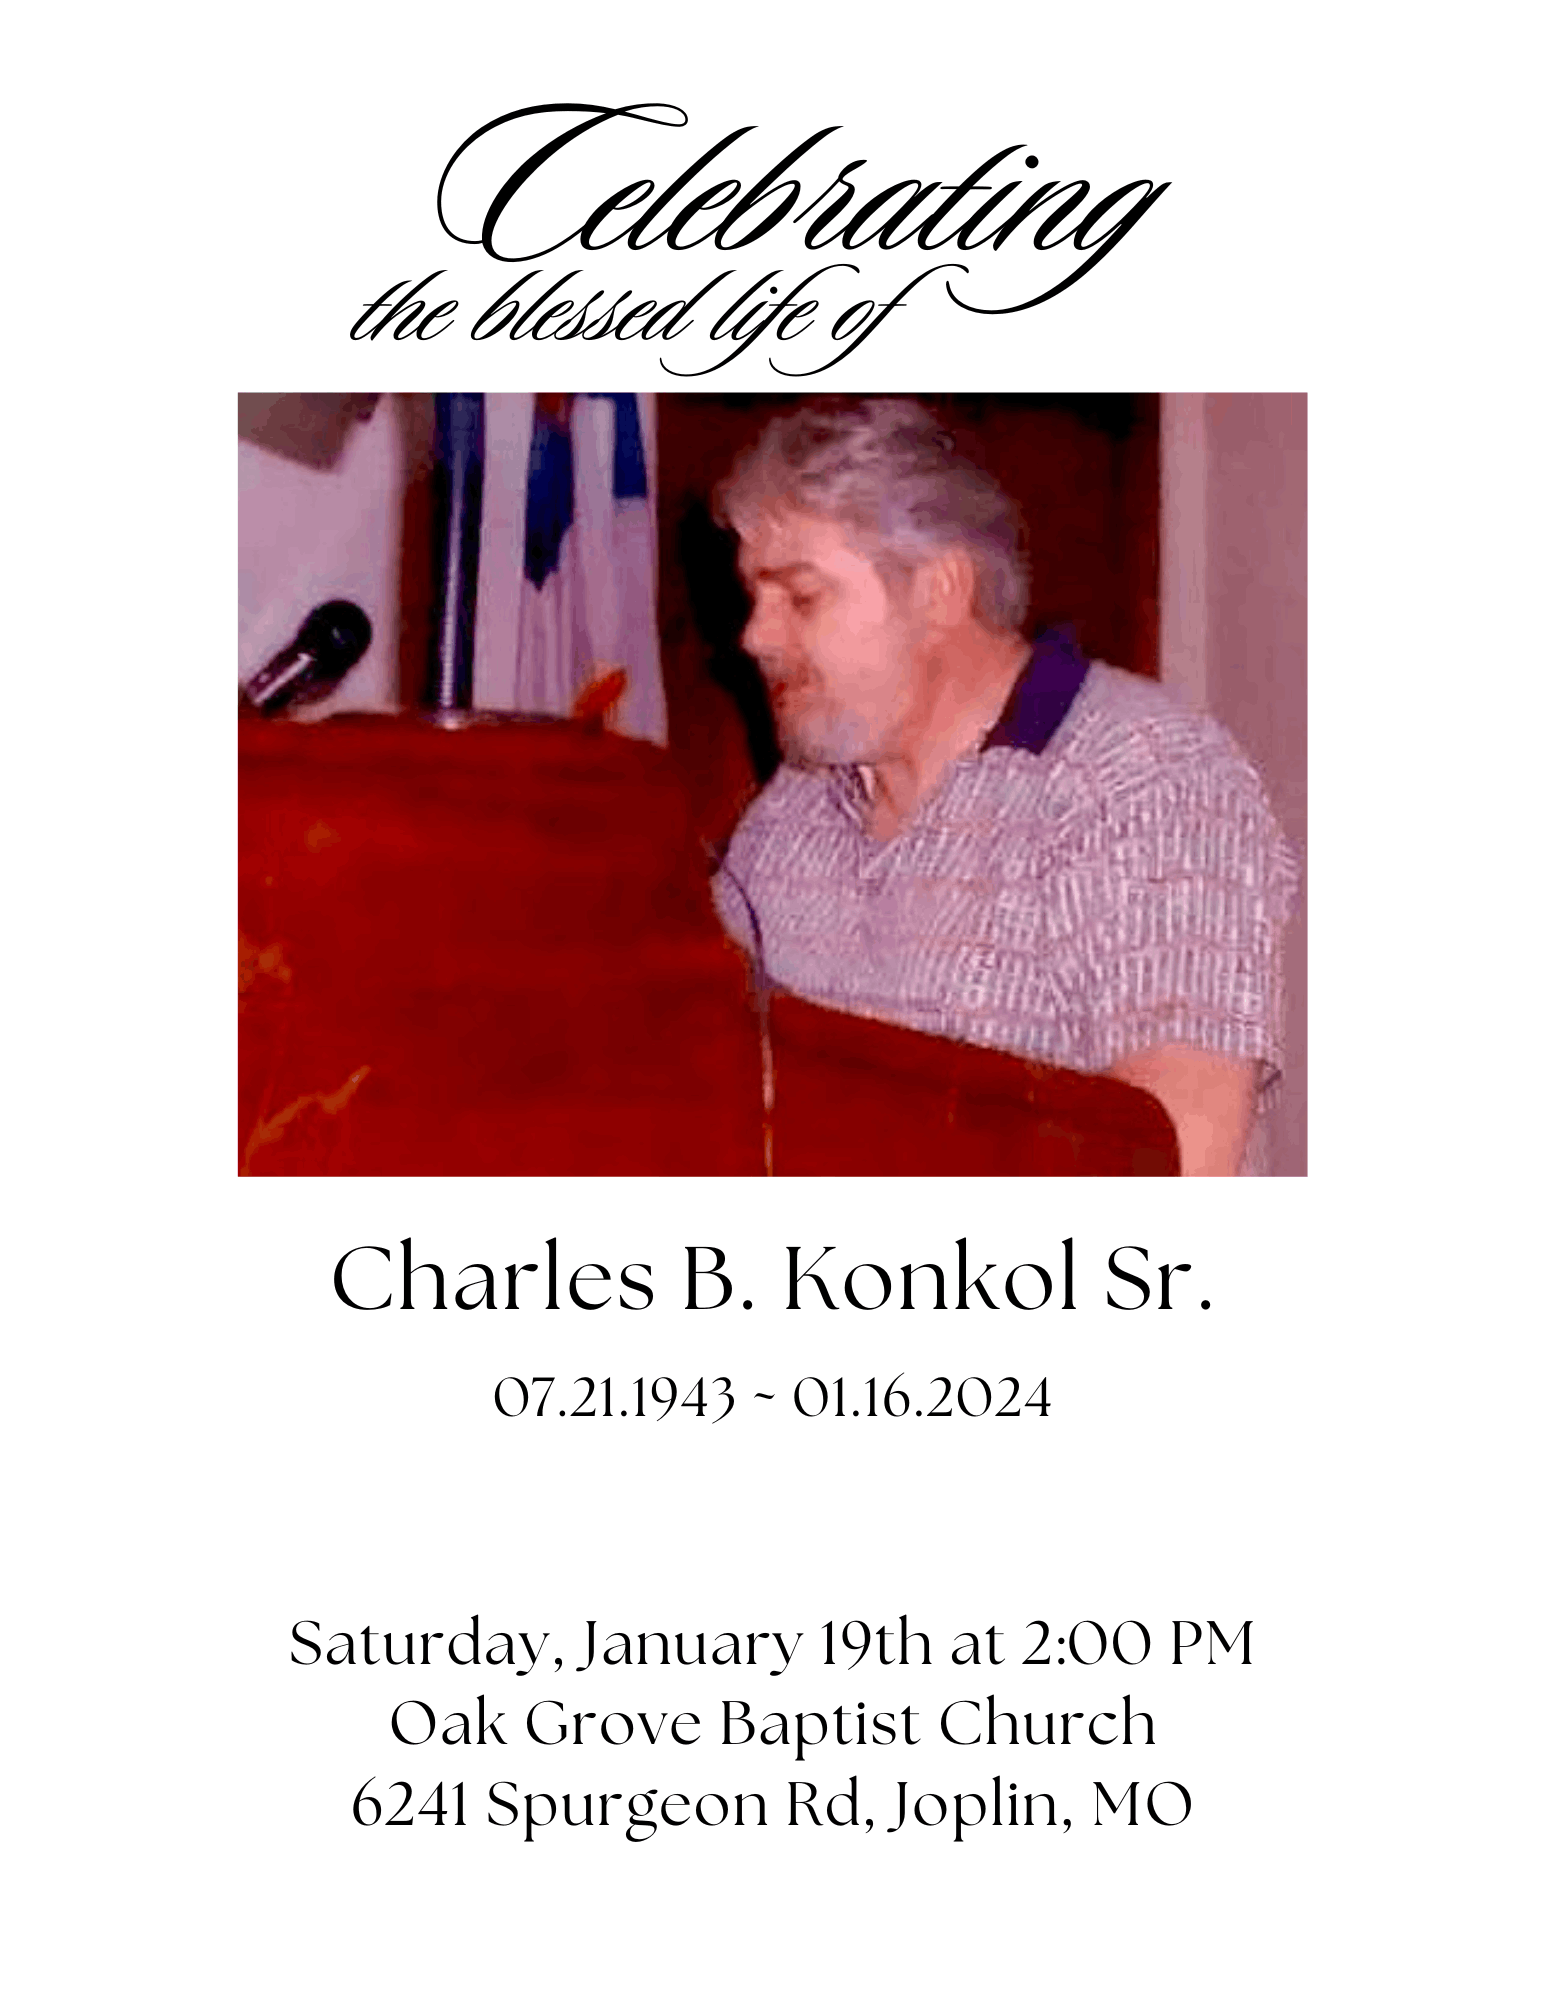 Celebrating
the blessed life of
Charles B. Konkol Sr.
07.21.1943 ~ 01.16.2024
Saturday, January 19th at 2:00 PM
Oak Grove Baptist Church
6241 Spurgeon Rd, Joplin, MO